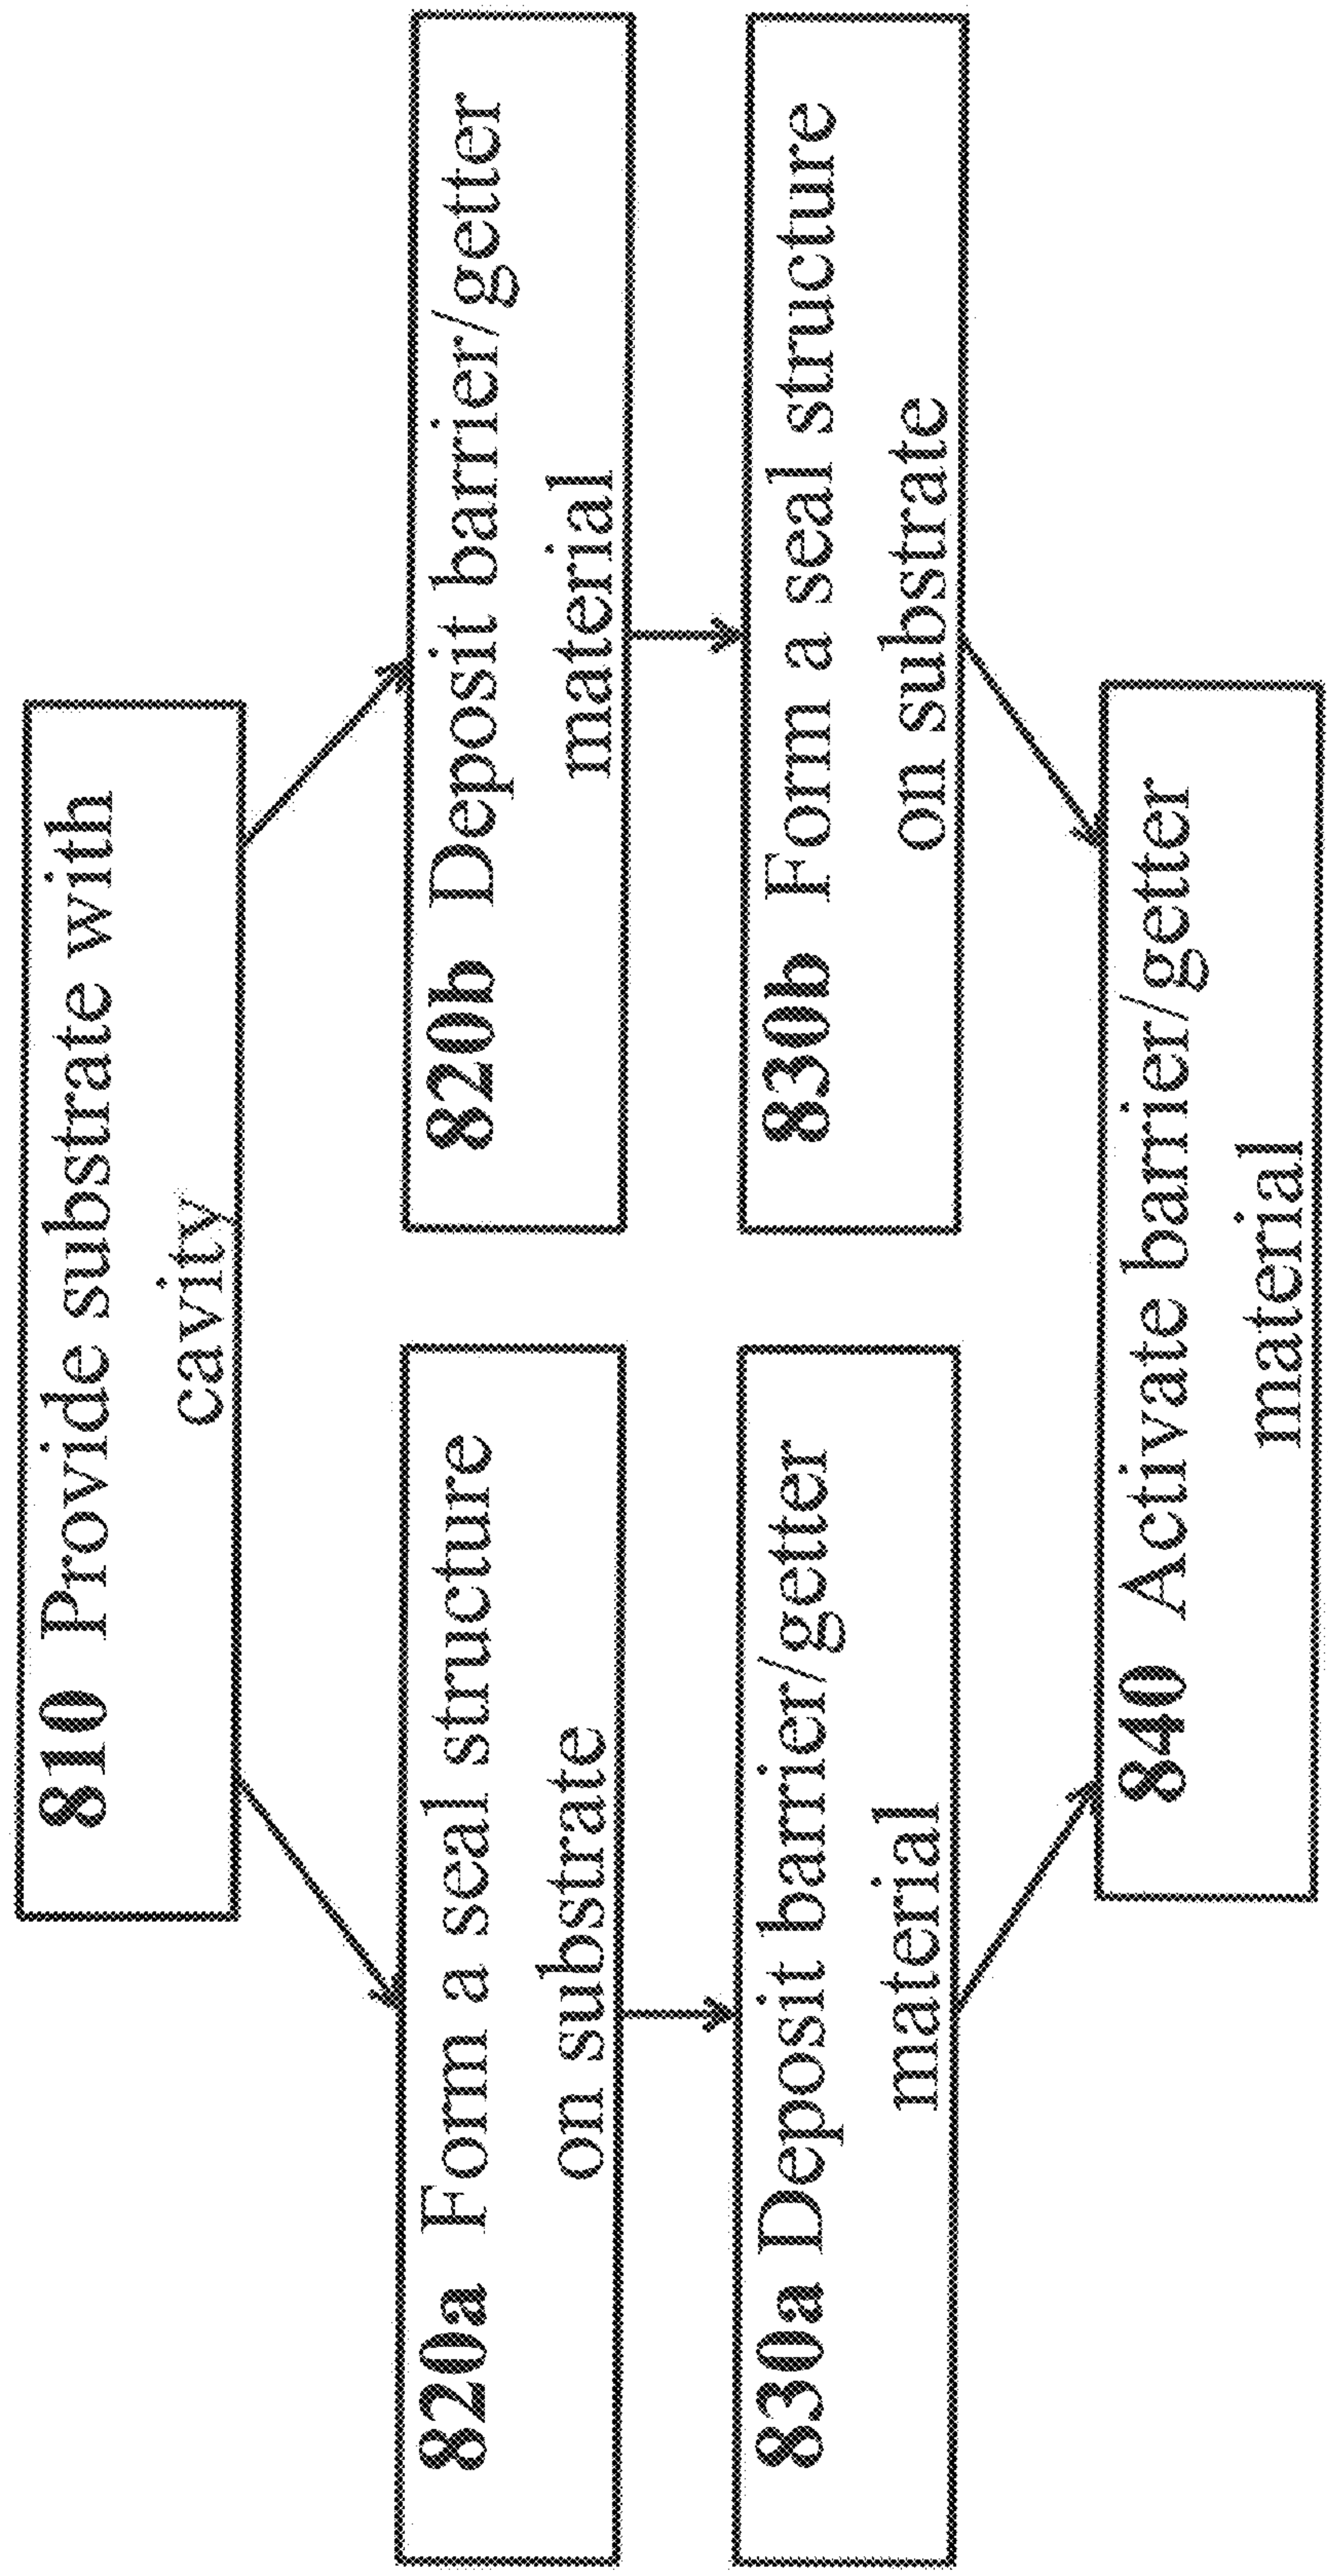 810 Provide substrate with
cavity
820a Form a seal structure
on substrate
820b Deposit barrier/getter
material
830a Deposit barrier/getter
material
830b Form a seal structure
on substrate
840 Activate barrier/getter
material